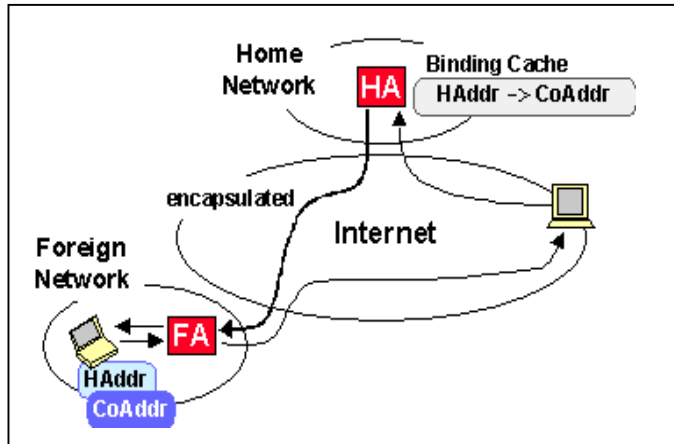 Home
Network
HA
Binding Cache
HAddr -> CoAddr
encapsulated
Internet
Foreign
Network
FA
HAddr
CoAddr